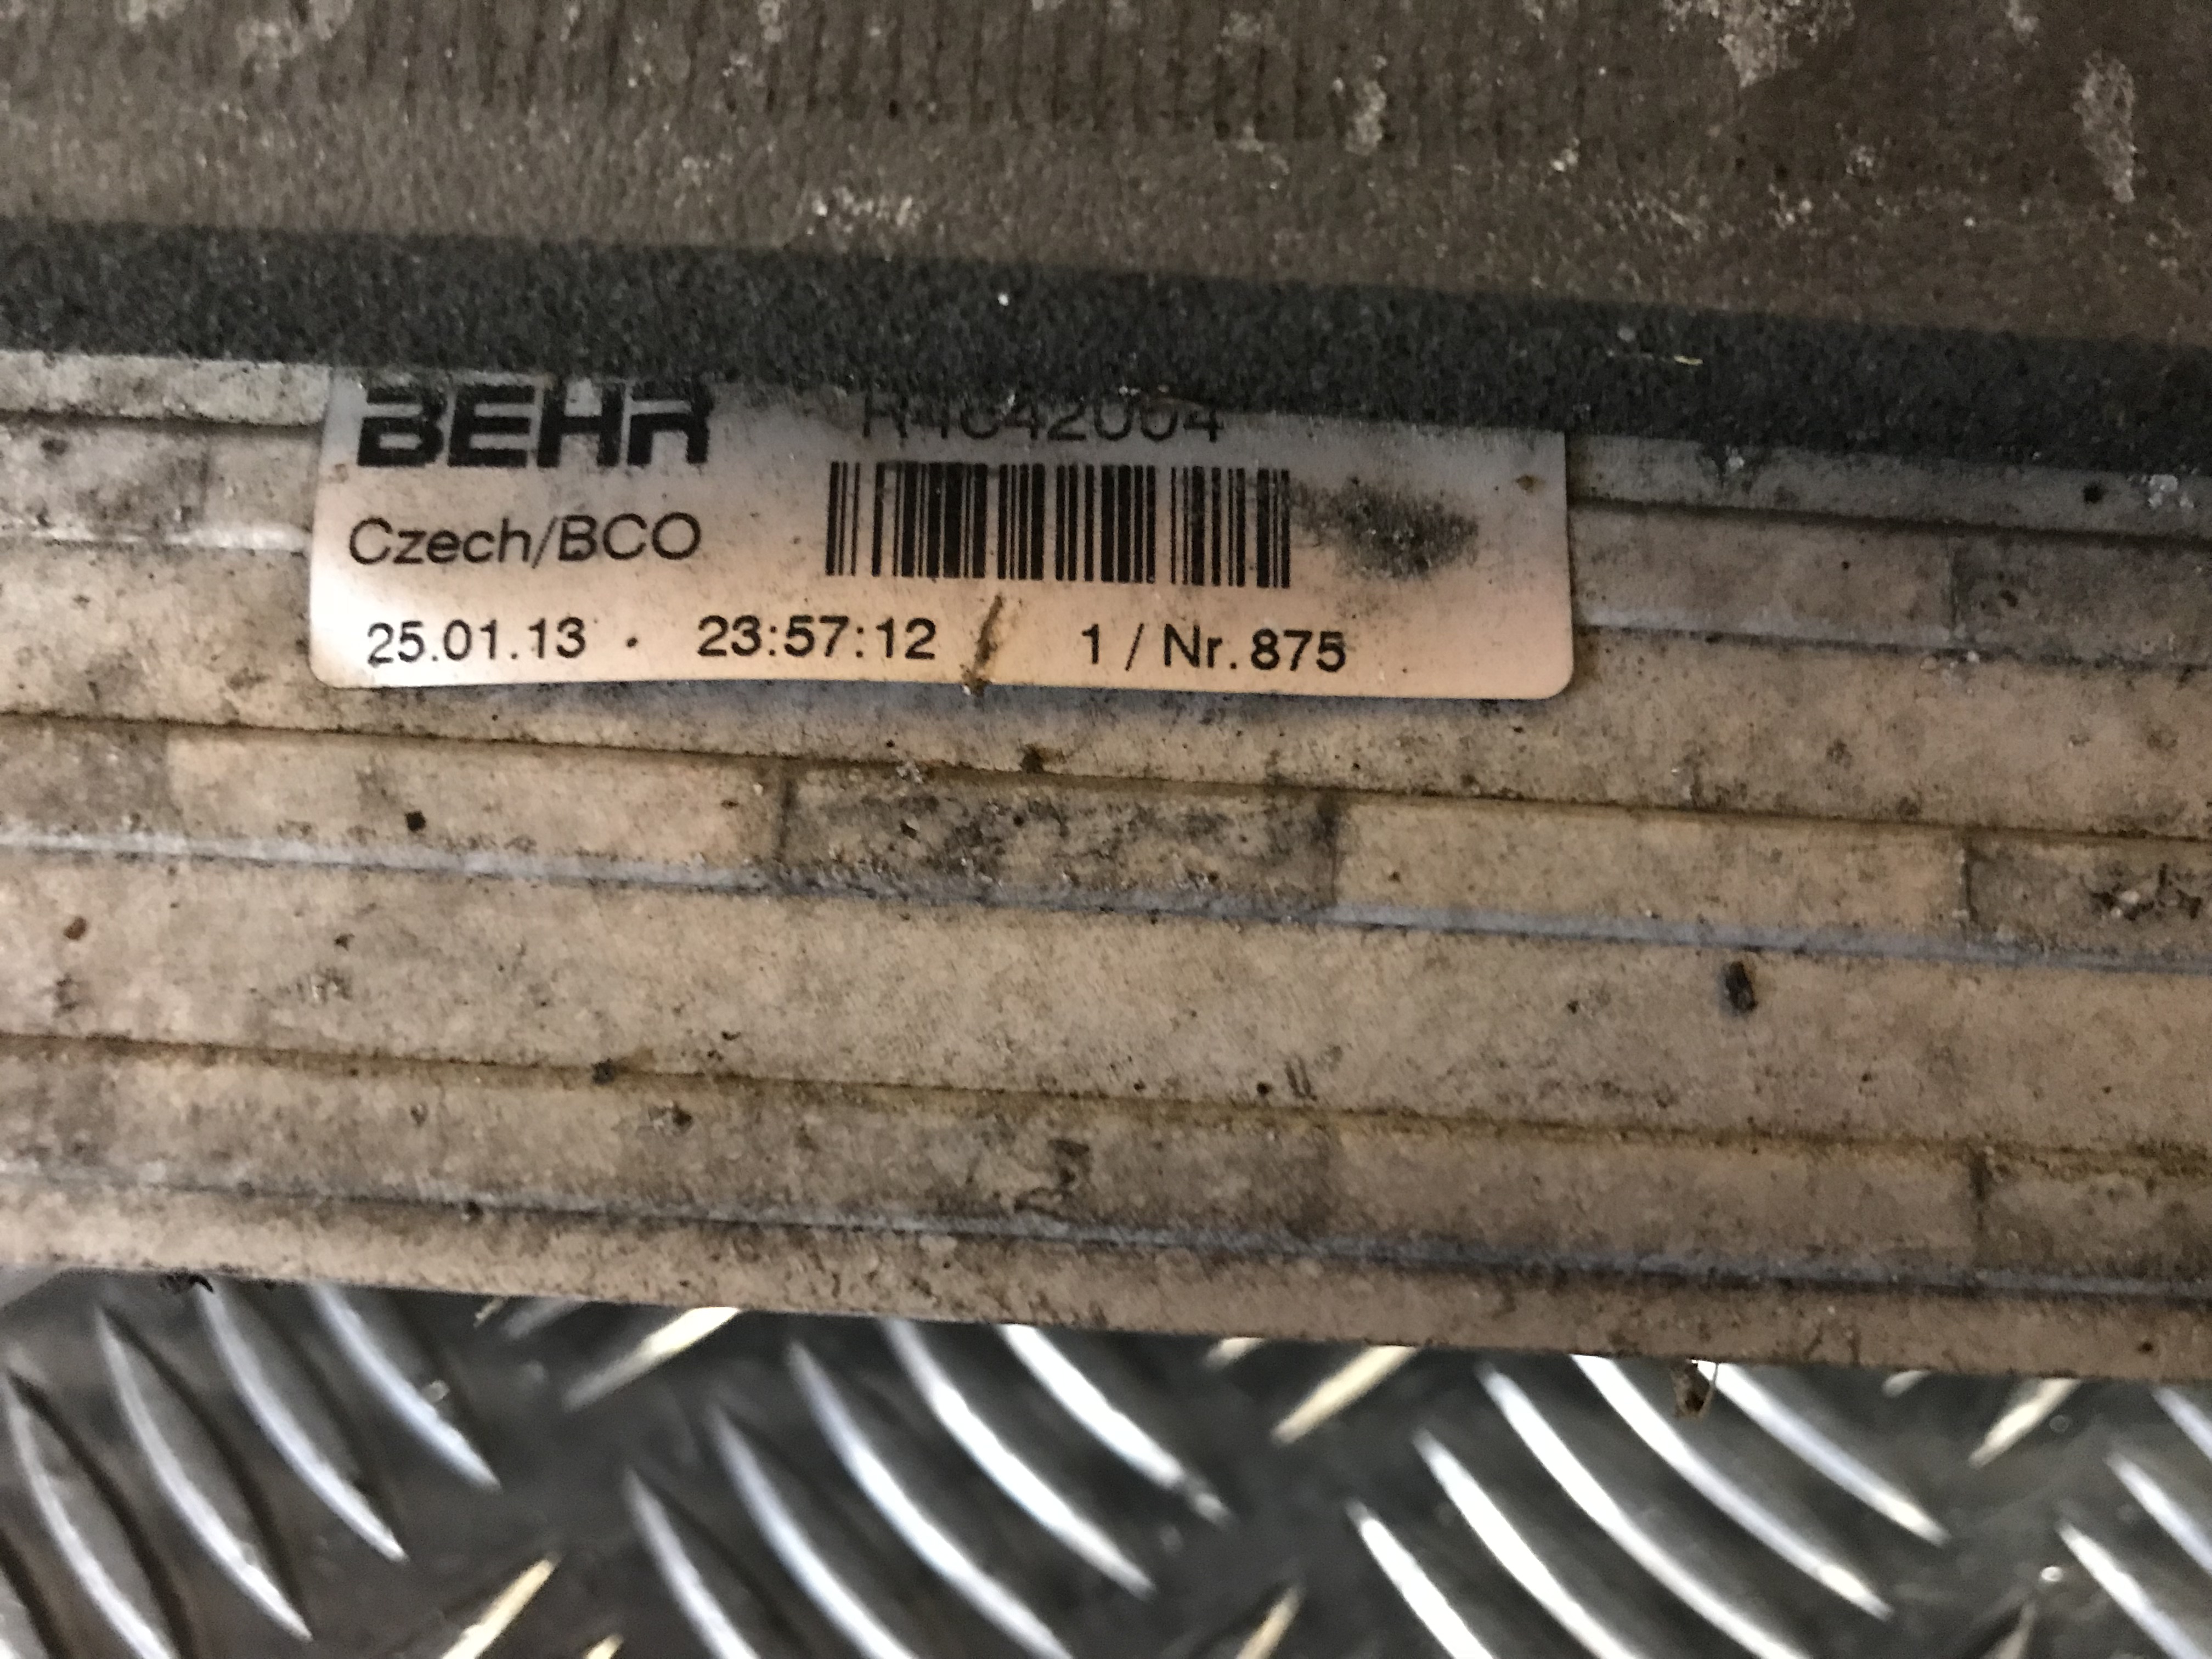 BEHR
Czech/BCO
25.01.13 · 23:57:12 1 / Nr. 875